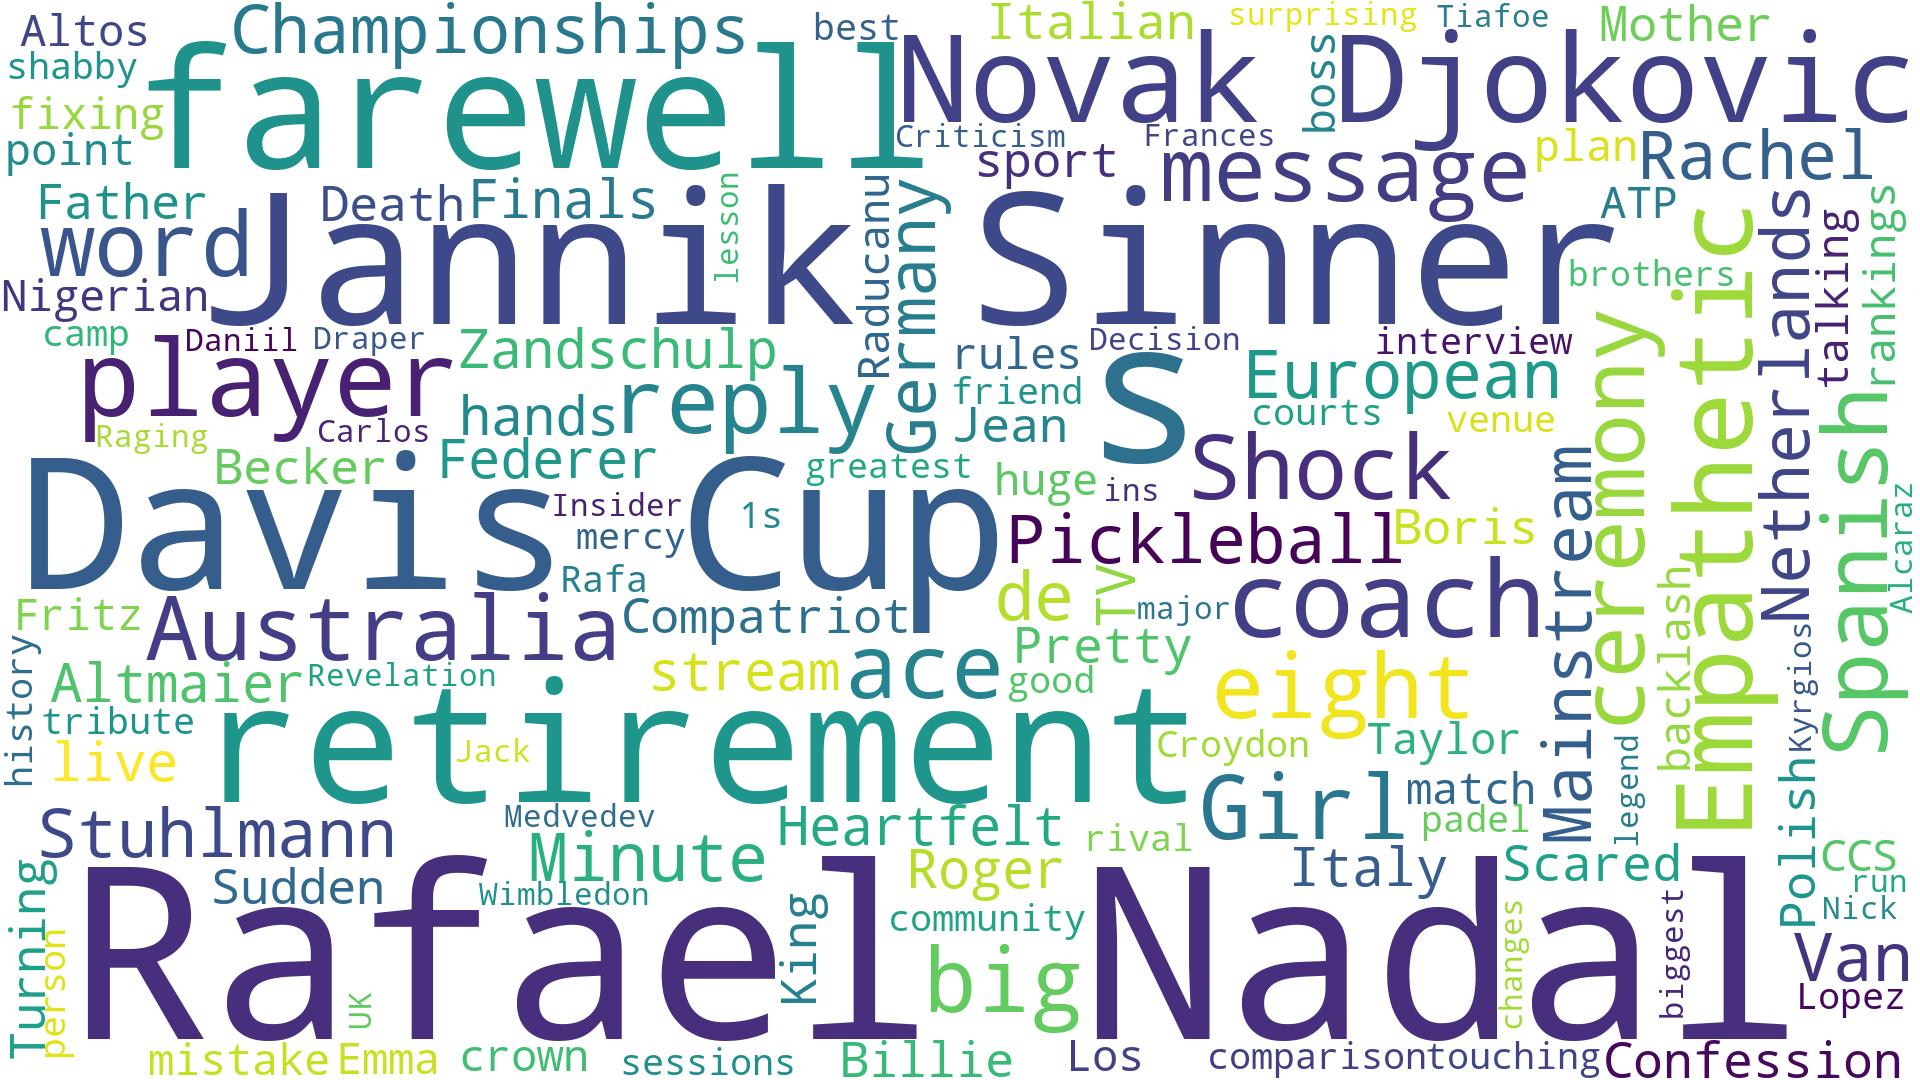 Altos
Championships
best
Italian
surprising
Tiafoe
Mother
shabby
farewell
Novak
boss
Djokovic
fixing
point
Criticism
Frances
sport
message
plan
Rachel
Father
Death
Finals
lesson
Raducanu
Germany
ATP
word
Jannik
Sinner
Netherlands
talking
rankings
Nigerian
brothers
camp
Daniil
Draper
Zandschulp
rules
Decision
interview
ceremony
Empathetic
player
reply
s
European
Spanish
hands
friend
Jean
courts
venue
Raging
Carlos
Becker
Federer
greatest
huge
ins
Shock
Mainstream
Davis Cup
Insider
1s
mercy
Pickleball
Boris
Alcaraz
Rafa
de
TV
major
coach
backlash
Fritz
Australia
Compatriot
Pretty
history
Altmaier
Revelation
stream
ace
good
eight
Kyrgios
tribute
retirement
live
Jack
Croydon
Taylor
legend
Polish
Stuhlmann
Medvedev
Heartfelt
rival
Girl
match
padel
Minute
Roger
Italy
Scared
CCS
Turning
Sudden
Wimbledon
King
community
run
Nick
person
Rafael
Nadal
big
changes
biggest
Van
Lopez
UK
mistake
Emma
crown
sessions
Billie
Los
comparison
touching
Confession